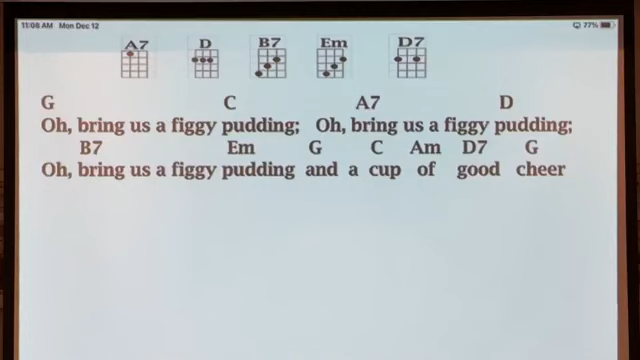 11:08 AM Mon Dec 12 77%
A7 D B7 Em D7
G C A7 D
Oh, bring us a figgy pudding; Oh, bring us a figgy pudding;
B7 Em G C Am D7 G
Oh, bring us a figgy pudding and a cup of good cheer